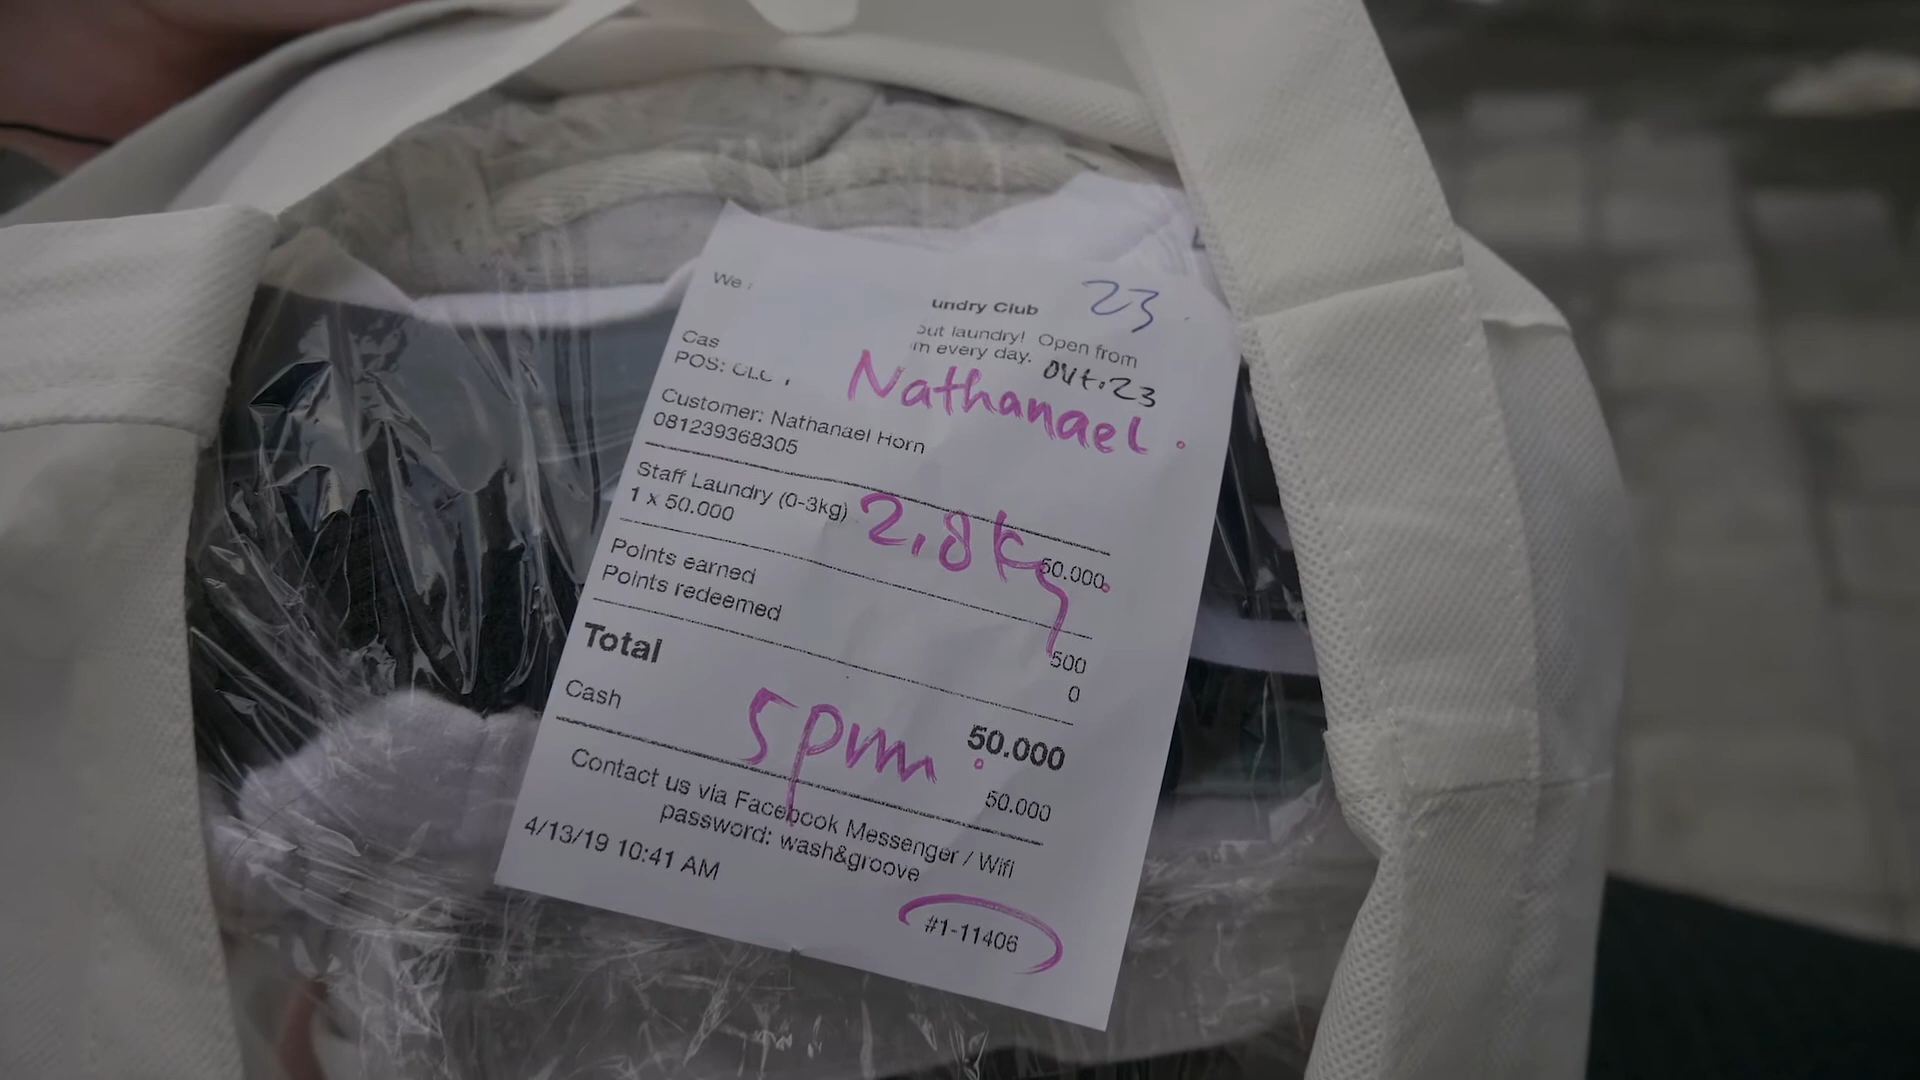 We
undry Club
23
out laundry! Open from
m every day.
out.23
Cas
POS: CLC
Nathanael.
Customer: Nathanael Horn
081239368305
Staff Laundry (0-3kg)
1 x 50.000
50.000
2,8kg
Points earned
500
Points redeemed
0
Total
50.000
Cash
50.000
5pm.
Contact us via Facebook Messenger / Wifi
password: wash&groove
4/13/19 10:41 AM
#1-11406